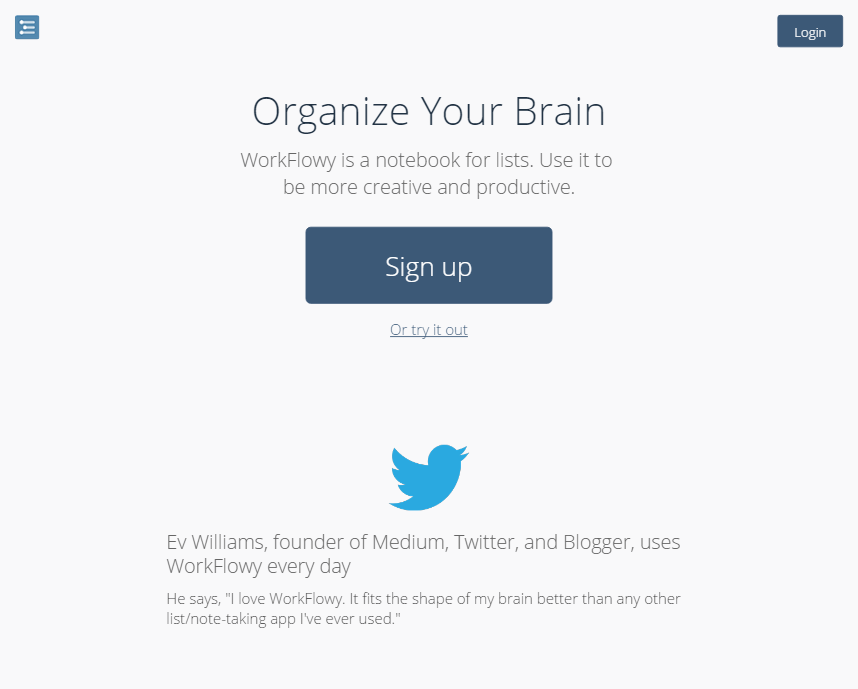 Login
Organize Your Brain
WorkFlowy is a notebook for lists. Use it to
be more creative and productive.
Sign up
Or try it out
Ev Williams, founder of Medium, Twitter, and Blogger, uses
WorkFlowy every day
He says, "I love WorkFlowy. It fits the shape of my brain better than any other
list/note-taking app I've ever used."